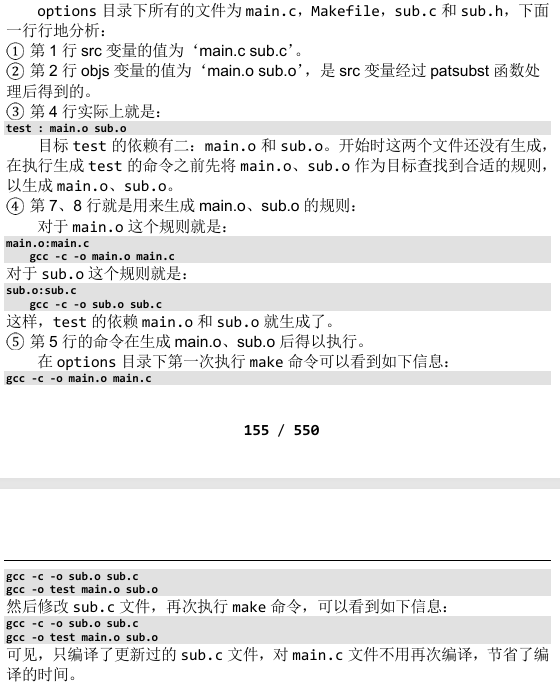 options 目录下所有的文件为 main.c，Makefile，sub.c 和 sub.h，下面
一行行地分析：
① 第 1 行 src 变量的值为‘main.c sub.c’。
② 第 2 行 objs 变量的值为‘main.o sub.o’，是 src 变量经过 patsubst 函数处
理后得到的。
③ 第 4 行实际上就是：
test : main.o sub.o
目标 test 的依赖有二：main.o 和 sub.o。开始时这两个文件还没有生成，
在执行生成 test 的命令之前先将 main.o、sub.o 作为目标查找到合适的规则，
以生成 main.o、sub.o。
④ 第 7、8 行就是用来生成 main.o、sub.o 的规则：
对于 main.o 这个规则就是：
main.o:main.c
gcc -c -o main.o main.c
对于 sub.o 这个规则就是：
sub.o:sub.c
gcc -c -o sub.o sub.c
这样，test 的依赖 main.o 和 sub.o 就生成了。
⑤ 第 5 行的命令在生成 main.o、sub.o 后得以执行。
在 options 目录下第一次执行 make 命令可以看到如下信息：
gcc -c -o main.o main.c
155 / 550
gcc -c -o sub.o sub.c
gcc -o test main.o sub.o
然后修改 sub.c 文件，再次执行 make 命令，可以看到如下信息：
gcc -c -o sub.o sub.c
gcc -o test main.o sub.o
可见，只编译了更新过的 sub.c 文件，对 main.c 文件不用再次编译，节省了编
译的时间。